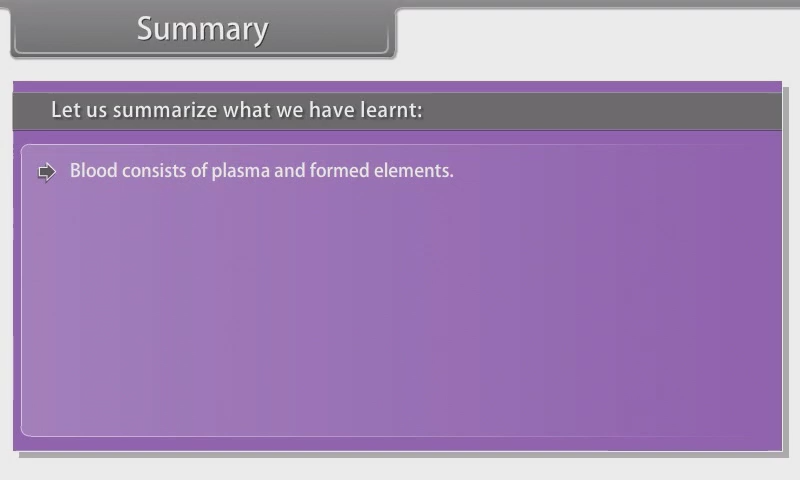 Summary
Let us summarize what we have learnt:
Blood consists of plasma and formed elements.